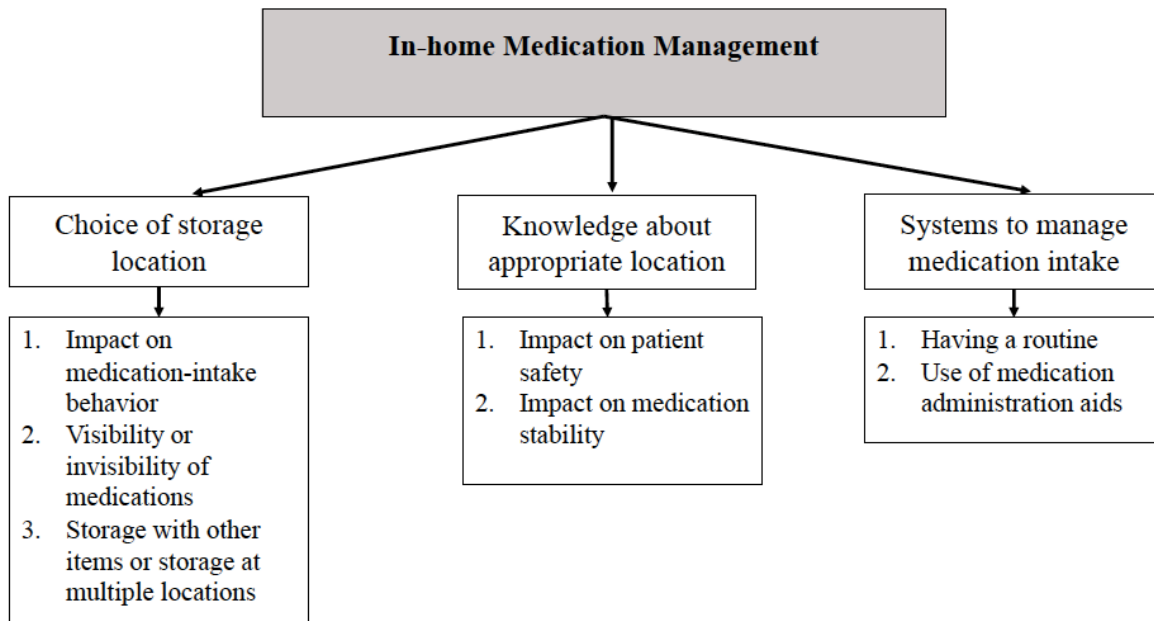 In-home Medication Management
Choice of storage
location
Knowledge about
appropriate location
Systems to manage
medication intake
1. Impact on
medication-intake
behavior
2. Visibility or
invisibility of
medications
3. Storage with other
items or storage at
multiple locations
1. Impact on patient
safety
2. Impact on medication
stability
1. Having a routine
2. Use of medication
administration aids